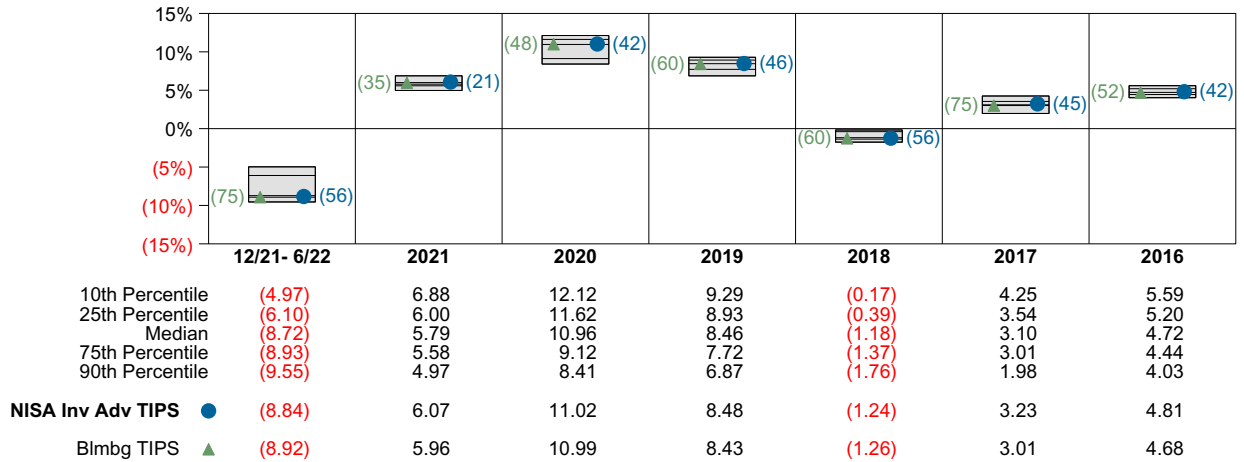 15%
10%
5%
0%
(5%)
(10%)
(15%)
(75) (56)
(35) (21)
(48) (42)
(60) (46)
(60) (56)
(75) (45)
(52) (42)
12/21- 6/22 2021 2020 2019 2018 2017 2016
10th Percentile (4.97) 6.88 12.12 9.29 (0.17) 4.25 5.59
25th Percentile (6.10) 6.00 11.62 8.93 (0.39) 3.54 5.20
Median (8.72) 5.79 10.96 8.46 (1.18) 3.10 4.72
75th Percentile (8.93) 5.58 9.12 7.72 (1.37) 3.01 4.44
90th Percentile (9.55) 4.97 8.41 6.87 (1.76) 1.98 4.03
NISA Inv Adv TIPS (8.84) 6.07 11.02 8.48 (1.24) 3.23 4.81
Blmbg TIPS (8.92) 5.96 10.99 8.43 (1.26) 3.01 4.68